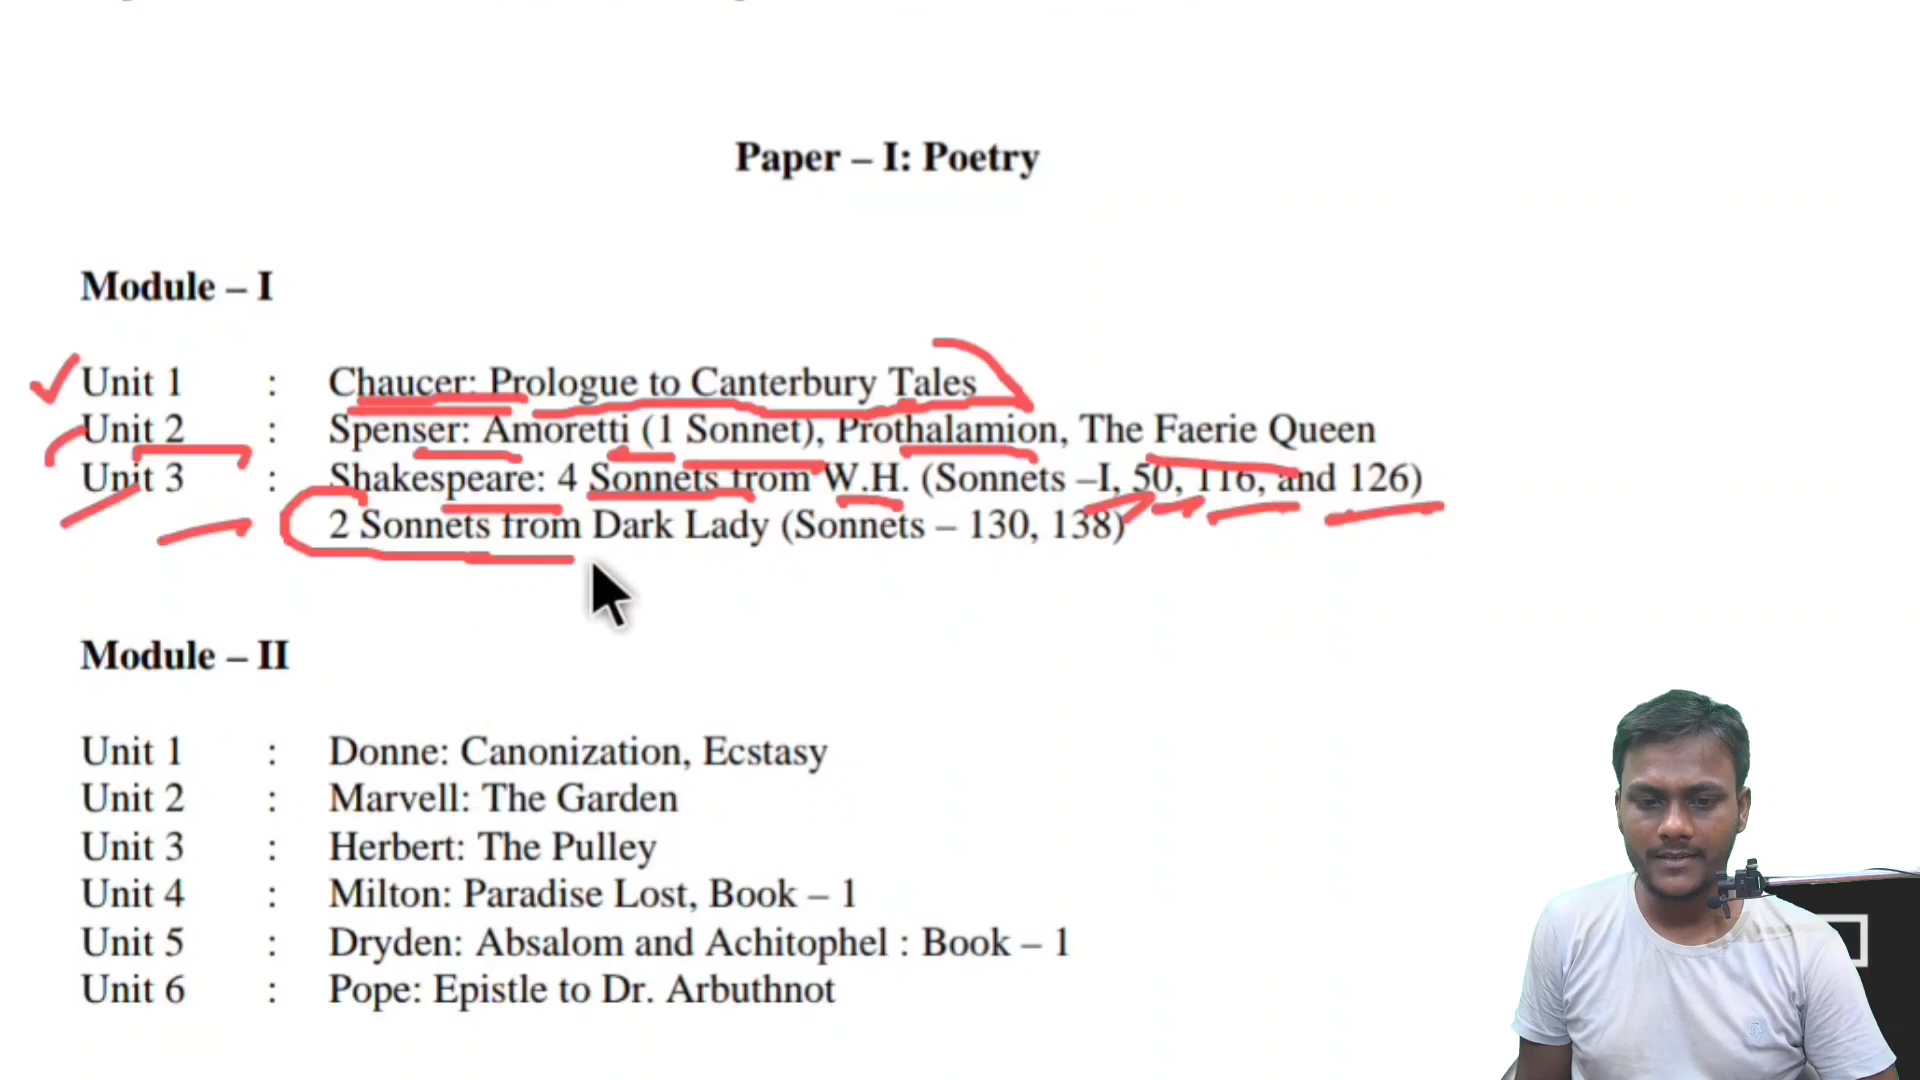 Paper – I: Poetry
Module – I
Unit 1 : Chaucer: Prologue to Canterbury Tales
Unit 2 : Spenser: Amoretti (1 Sonnet), Prothalamion, The Faerie Queen
Unit 3 : Shakespeare: 4 Sonnets from W.H. (Sonnets –I, 50, 116, and 126)
2 Sonnets from Dark Lady (Sonnets – 130, 138)
Module – II
Unit 1 : Donne: Canonization, Ecstasy
Unit 2 : Marvell: The Garden
Unit 3 : Herbert: The Pulley
Unit 4 : Milton: Paradise Lost, Book – 1
Unit 5 : Dryden: Absalom and Achitophel : Book – 1
Unit 6 : Pope: Epistle to Dr. Arbuthnot